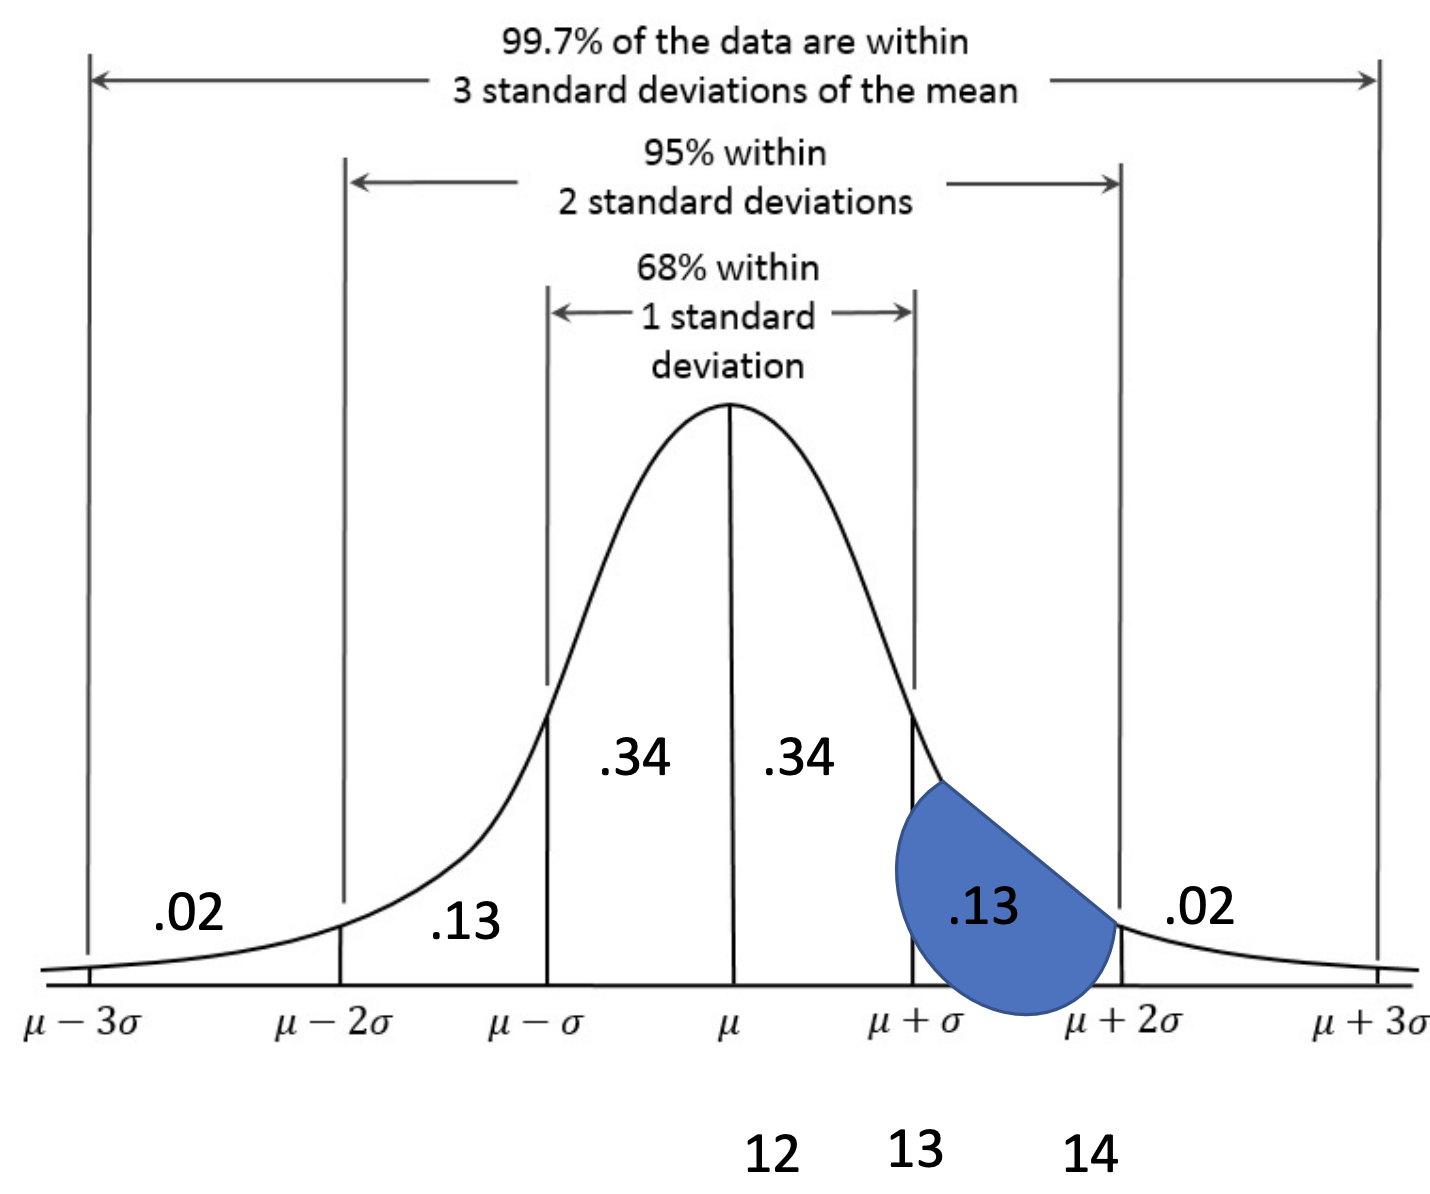 99.7% of the data are within
3 standard deviations of the mean
95% within
2 standard deviations
68% within
1 standard
deviation
.34 .34
.02 .13 .13 .02
μ − 3σ μ − 2σ μ − σ μ μ + σ μ + 2σ μ + 3σ
12 13 14